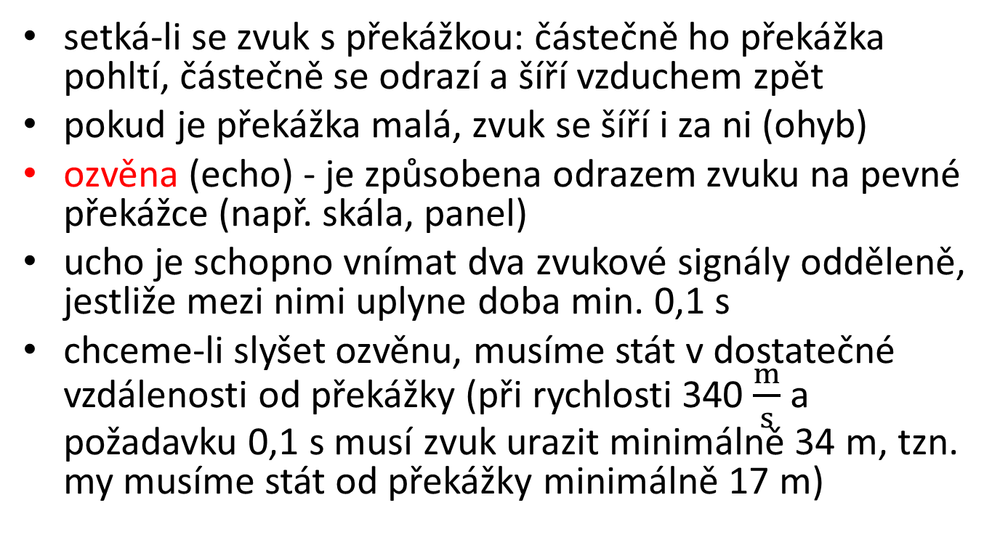 • setká-li se zvuk s překážkou: částečně ho překážka
pohltí, částečně se odrazí a šíří vzduchem zpět
• pokud je překážka malá, zvuk se šíří i za ni (ohyb)
• ozvěna (echo) - je způsobena odrazem zvuku na pevné
překážce (např. skála, panel)
• ucho je schopno vnímat dva zvukové signály odděleně,
jestliže mezi nimi uplyne doba min. 0,1 s
• chceme-li slyšet ozvěnu, musíme stát v dostatečné
vzdálenosti od překážky (při rychlosti 340 m/s a
požadavku 0,1 s musí zvuk urazit minimálně 34 m, tzn.
my musíme stát od překážky minimálně 17 m)